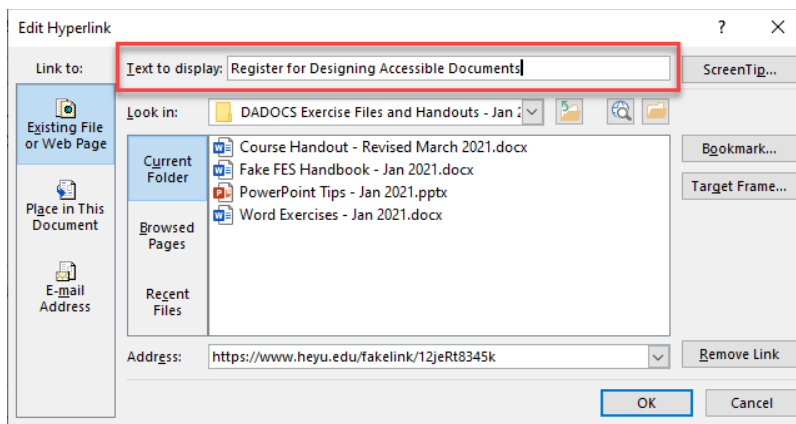 Edit Hyperlink
?
Link to:
Text to display: Register for Designing Accessible Documents
ScreenTip...
Existing File
or Web Page
Look in: DADOCS Exercise Files and Handouts - Jan
Place in This
Document
E-mail
Address
Current
Folder
Browsed
Pages
Recent
Files
Course Handout - Revised March 2021.docx
Fake FES Handbook - Jan 2021.docx
PowerPoint Tips - Jan 2021.pptx
Word Exercises - Jan 2021.docx
Bookmark...
Target Frame...
Address: https://www.heyu.edu/fakelink/12jeRt8345k
Remove Link
OK
Cancel